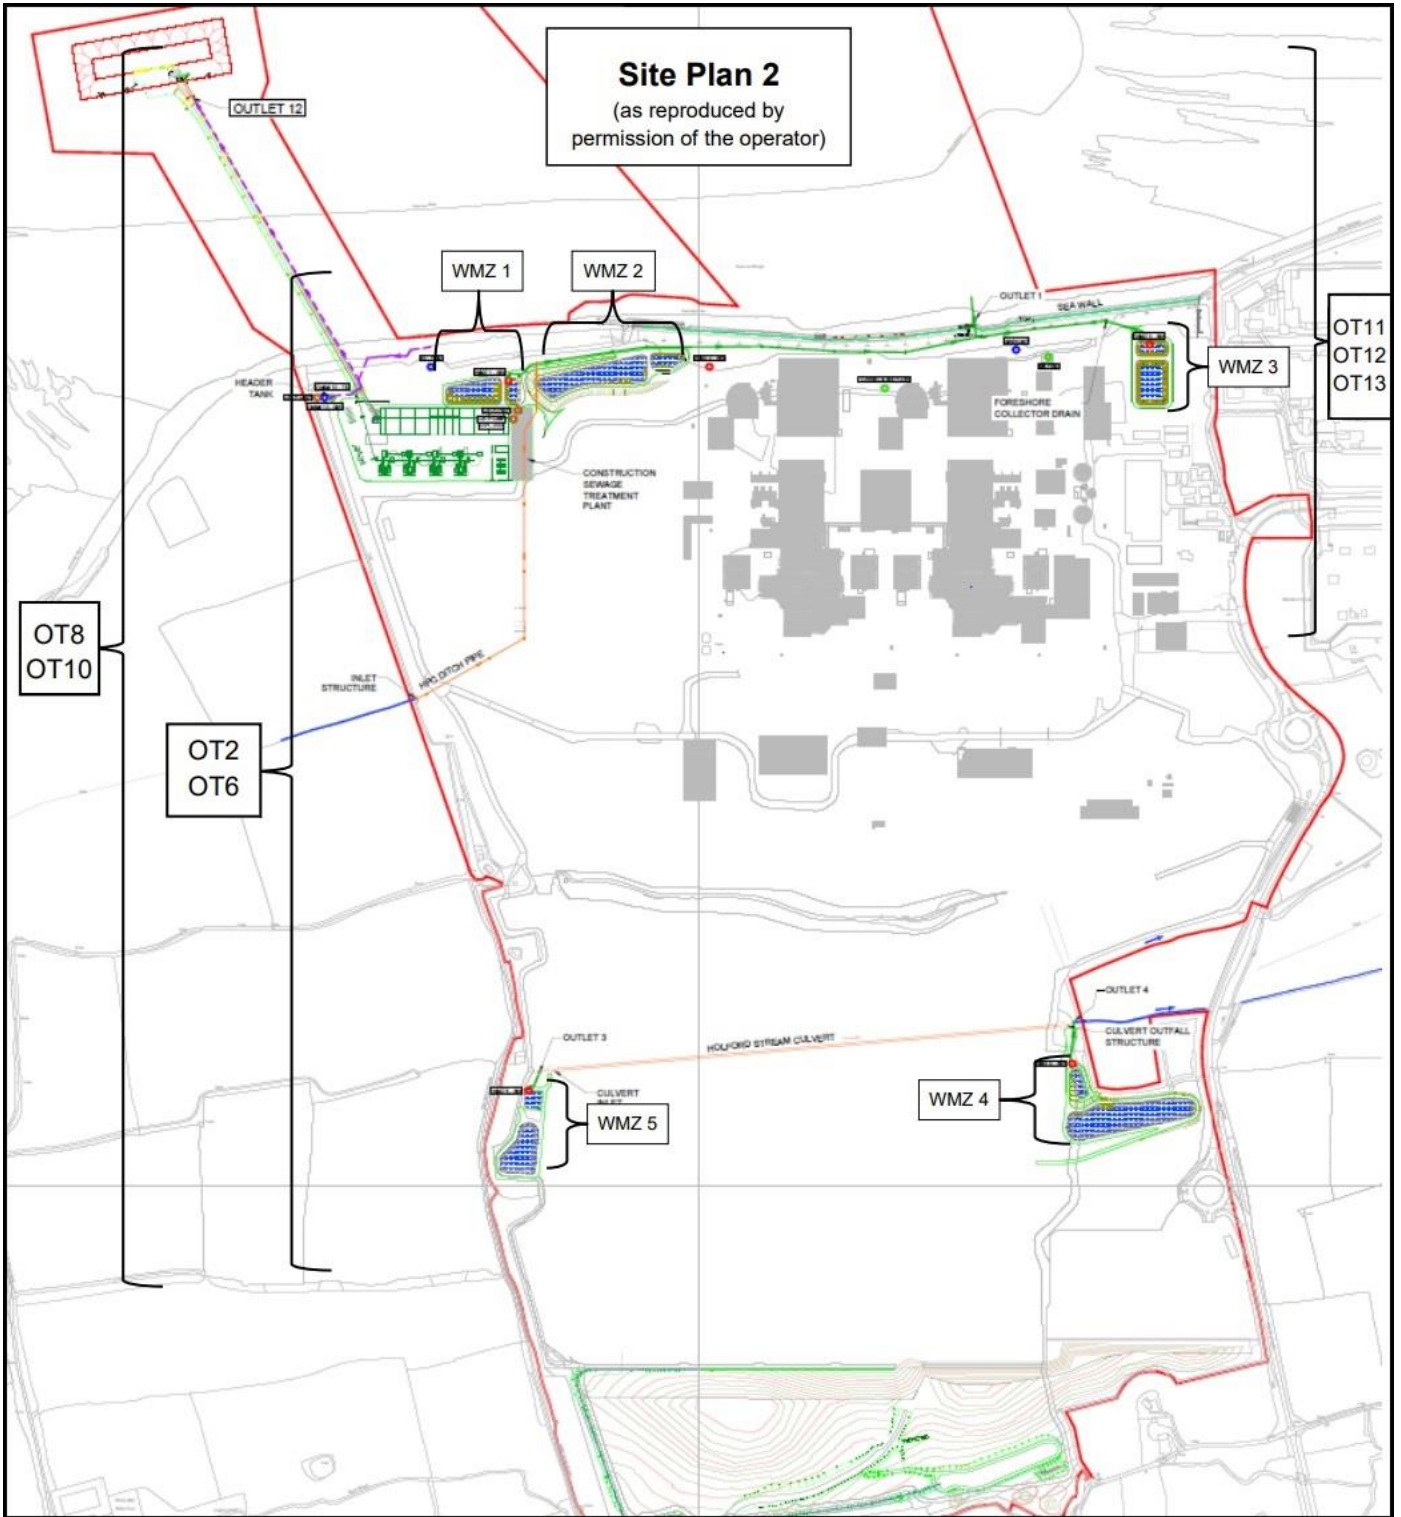 Site Plan 2
(as reproduced by
permission of the operator)
OUTLET 12
WMZ 1
WMZ 2
OUTLET 1
SEA WALL
OT11
OT12
OT13
WMZ 3
HEADER
TANK
FORESHORE
COLLECTOR DRAIN
CONSTRUCTION
SEWAGE
TREATMENT
PLANT
OT8
OT10
INLET
STRUCTURE
HPC DITCH PIPE
OT2
OT6
OUTLET 4
CULVERT OUTFALL
STRUCTURE
OUTLET 3
HOLFORD STREAM CULVERT
CULVERT
INLET
WMZ 4
WMZ 5